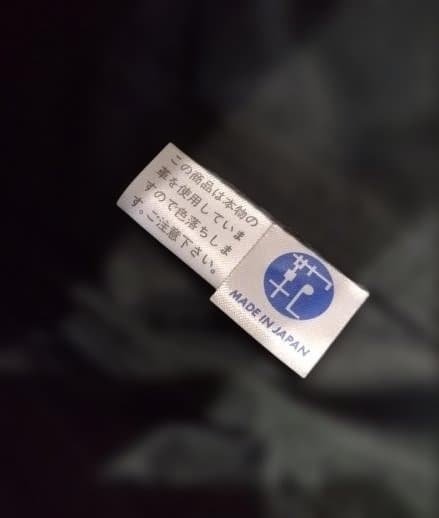 この商品は本物の
革を使用していま
すので色落ちしま
す。ご注意下さい。
MADE IN JAPAN